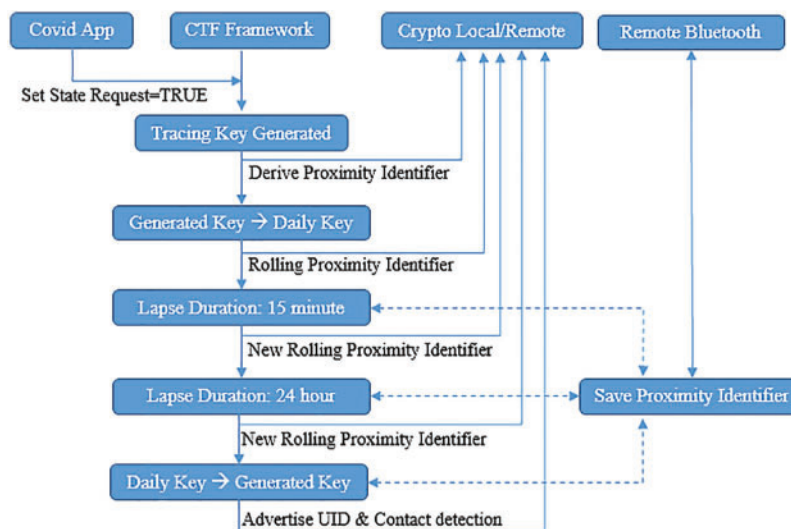 Covid App
CTF Framework
Crypto Local/Remote
Remote Bluetooth
Set State Request=TRUE
Tracing Key Generated
Derive Proximity Identifier
Generated Key → Daily Key
Rolling Proximity Identifier
Lapse Duration: 15 minute
New Rolling Proximity Identifier
Lapse Duration: 24 hour
Save Proximity Identifier
New Rolling Proximity Identifier
Daily Key → Generated Key
Advertise UID & Contact detection